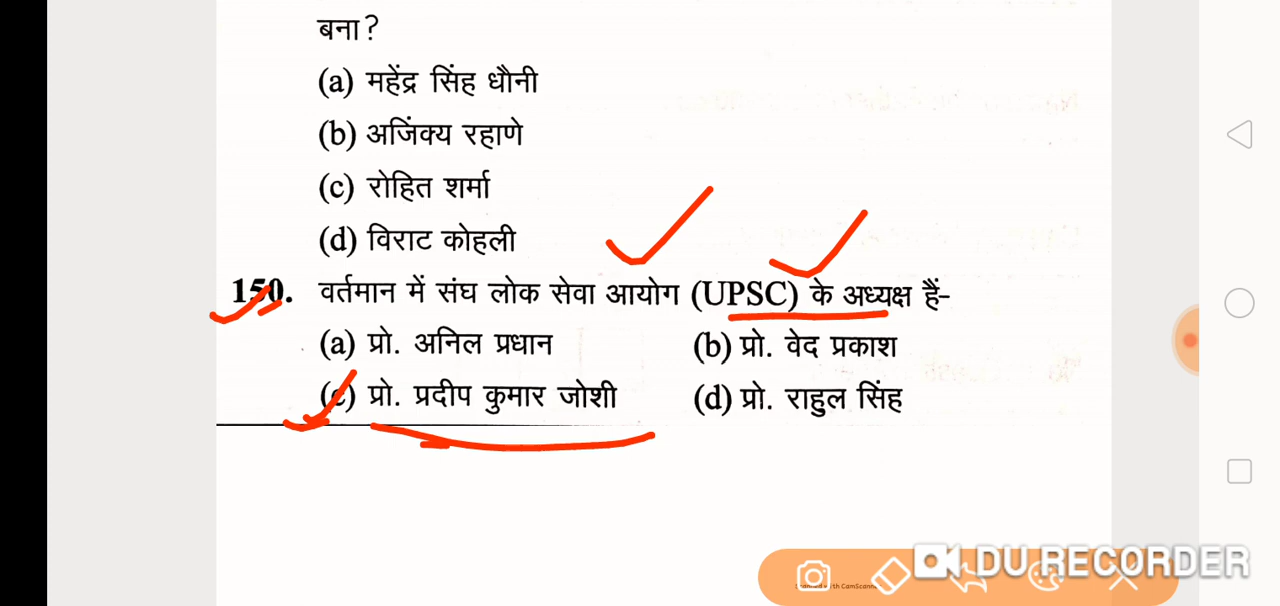 बना?
(a) महेंद्र सिंह धौनी
(b) अजिंक्य रहाणे
(c) रोहित शर्मा
(d) विराट कोहली
150. वर्तमान में संघ लोक सेवा आयोग (UPSC) के अध्यक्ष हैं-
(a) प्रो. अनिल प्रधान (b) प्रो. वेद प्रकाश
(c) प्रो. प्रदीप कुमार जोशी (d) प्रो. राहुल सिंह
DU RECORDER